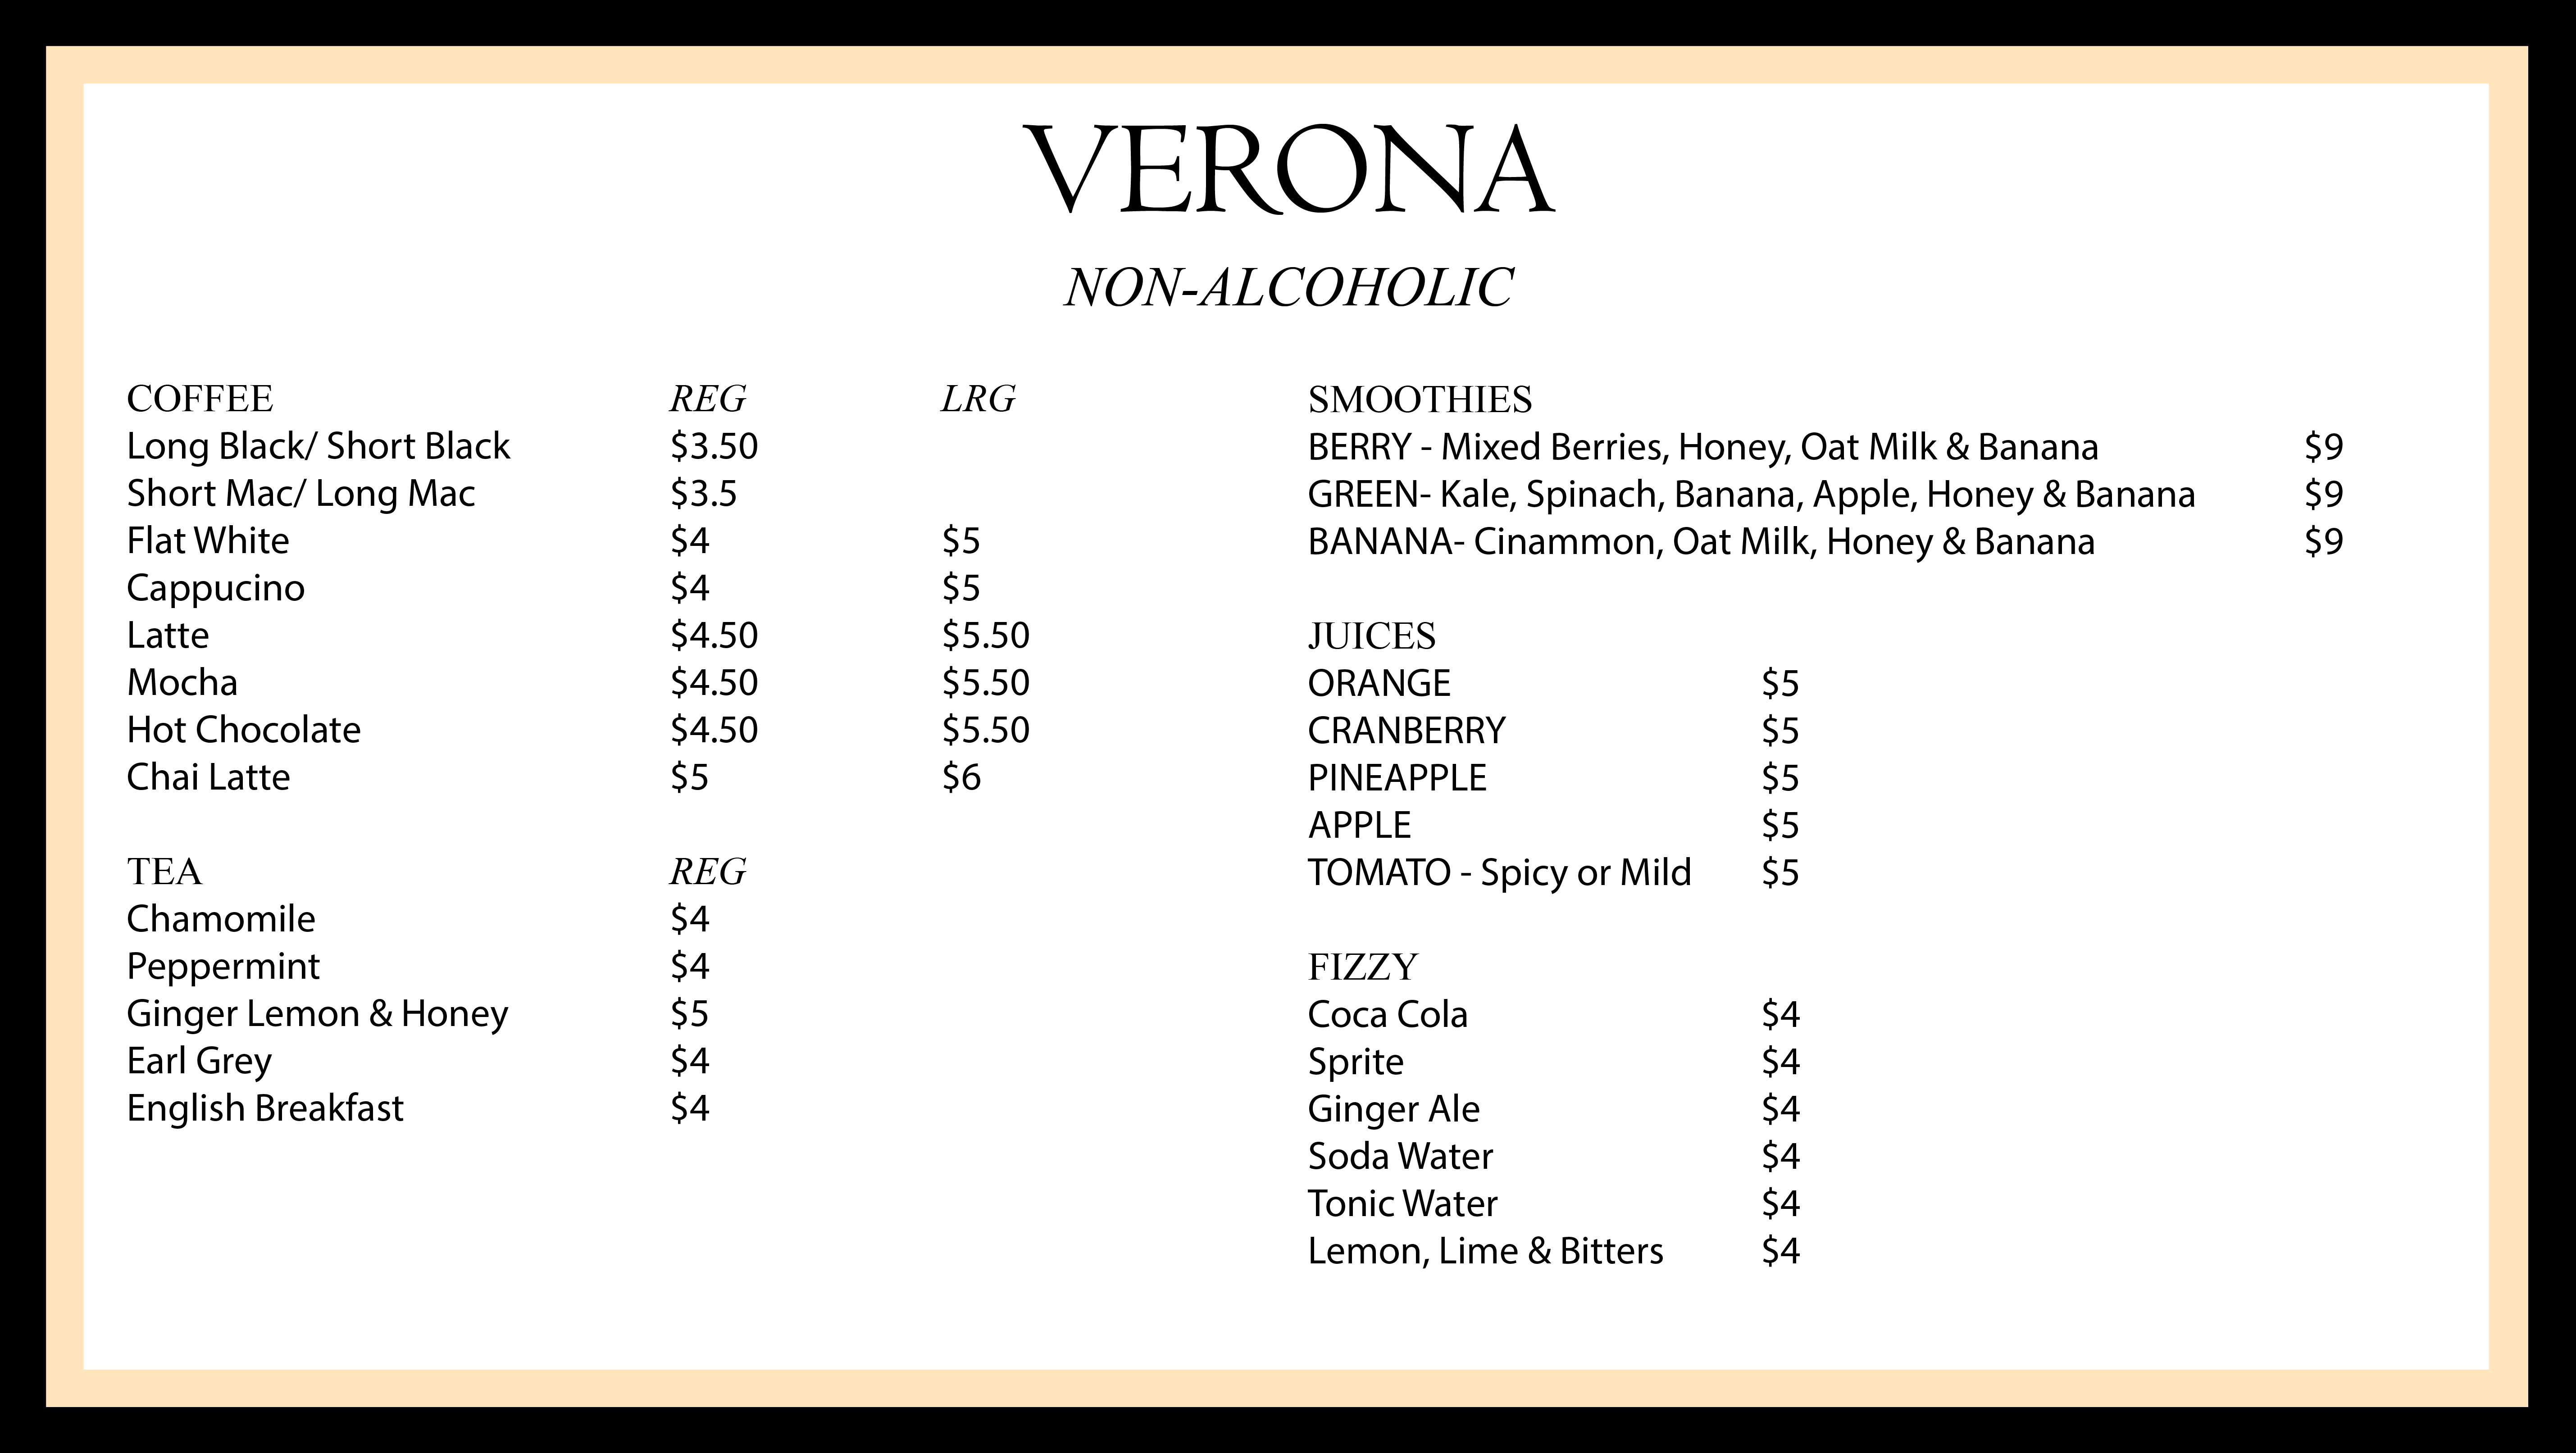 VERONA
NON-ALCOHOLIC
COFFEE REG LRG
Long Black/ Short Black $3.50
Short Mac/ Long Mac $3.5
Flat White $4 $5
Cappucino $4 $5
Latte $4.50 $5.50
Mocha $4.50 $5.50
Hot Chocolate $4.50 $5.50
Chai Latte $5 $6
TEA REG
Chamomile $4
Peppermint $4
Ginger Lemon & Honey $5
Earl Grey $4
English Breakfast $4
SMOOTHIES
BERRY - Mixed Berries, Honey, Oat Milk & Banana $9
GREEN- Kale, Spinach, Banana, Apple, Honey & Banana $9
BANANA- Cinammon, Oat Milk, Honey & Banana $9
JUICES
ORANGE $5
CRANBERRY $5
PINEAPPLE $5
APPLE $5
TOMATO - Spicy or Mild $5
FIZZY
Coca Cola $4
Sprite $4
Ginger Ale $4
Soda Water $4
Tonic Water $4
Lemon, Lime & Bitters $4